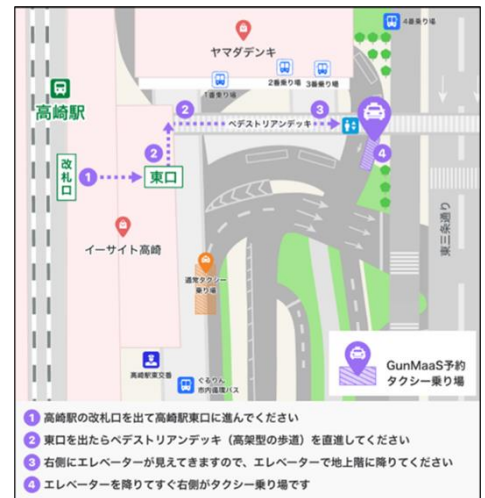 4番乗り場
ヤマダデンキ
2番乗り場
3番乗り場
1番乗り場
高崎駅
2
3
ペデストリアンデッキ
改札口
1
2
東口
4
イーサイト高崎
東三条通り
通常タクシー
乗り場
高崎駅東交番
ぐるりん
市内循環バス
GunMaaS予約
タクシー乗り場
1 高崎駅の改札口を出て高崎駅東口に進んでください
2 東口を出たらペデストリアンデッキ（高架型の歩道）を直進してください
3 右側にエレベーターが見えてきますので、エレベーターで地上階に降りてください
4 エレベーターを降りてすぐ右側がタクシー乗り場です